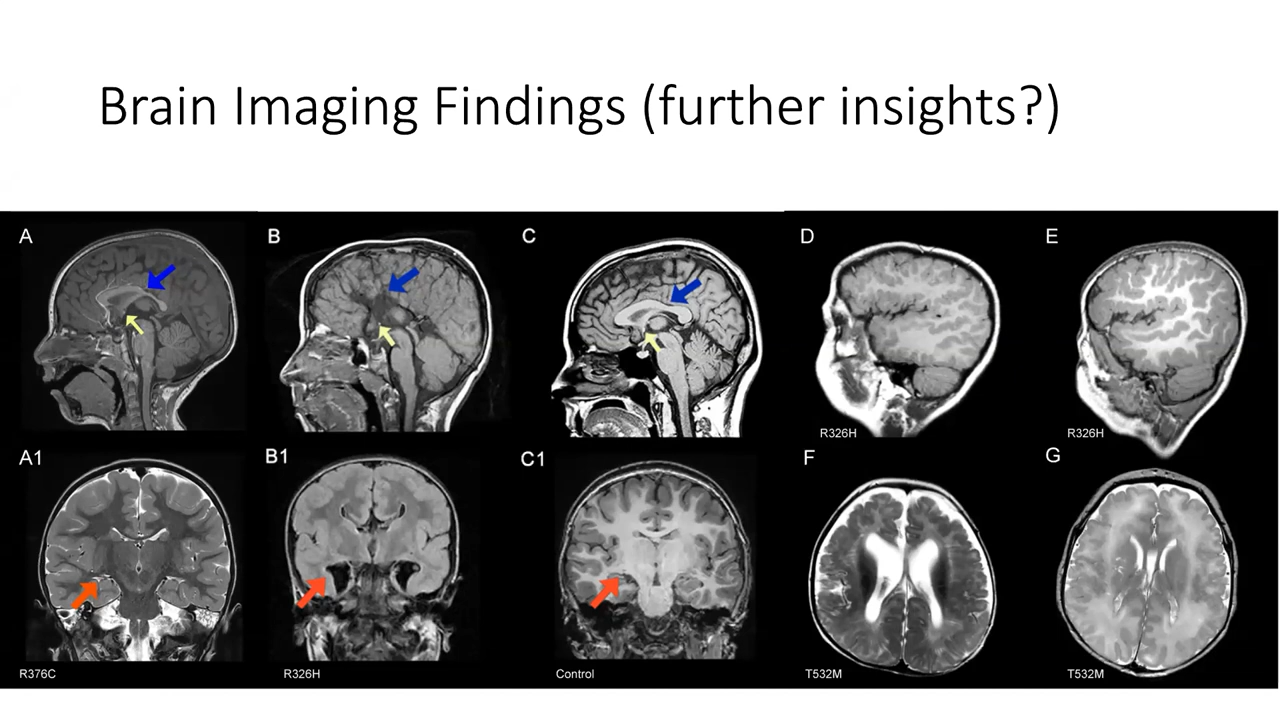 Brain Imaging Findings (further insights?)
A
B
C
D
E
R326H
R326H
A1
B1
C1
F
G
R376C
R326H
Control
T532M
T532M